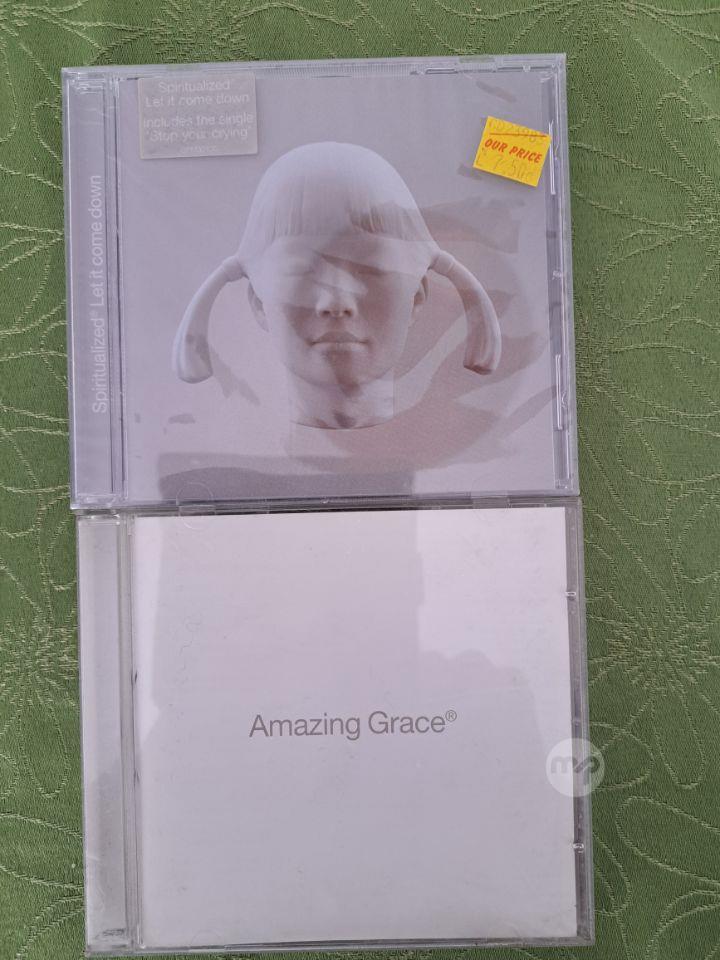 Spiritualized
Let it come down
includes the single
'Stop your crying'
OUR PRICE
Spiritualized® Let it come down
Amazing Grace®